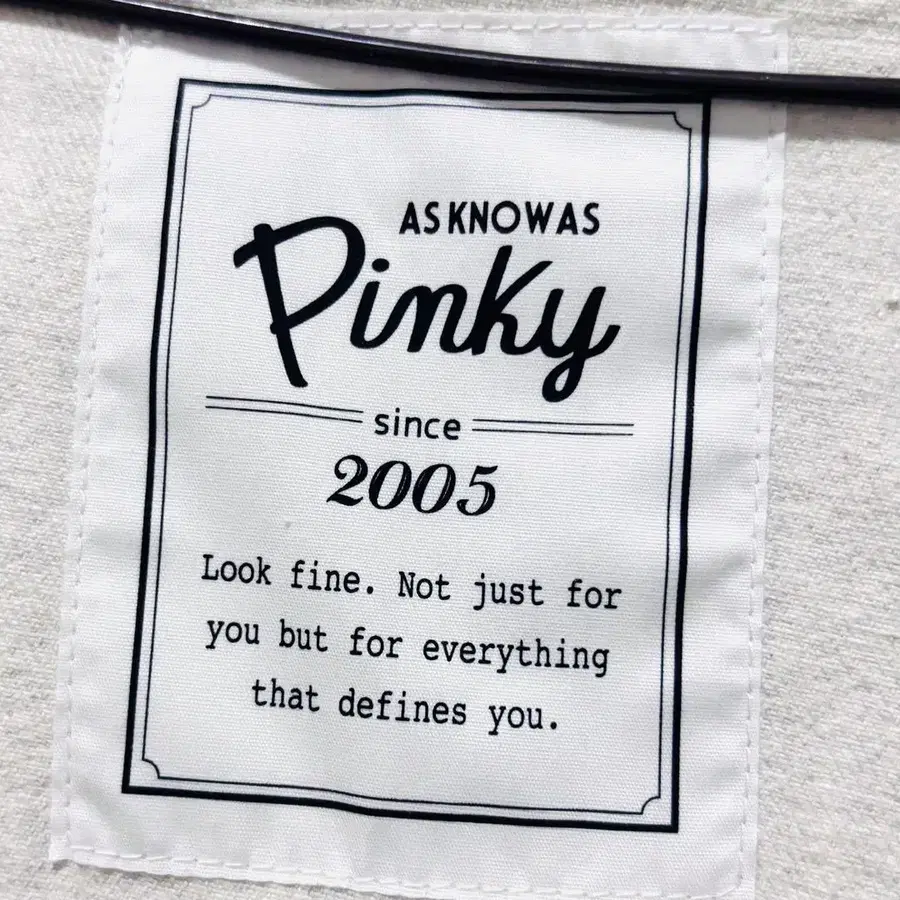 ASKNOWAS
Pinky
since
2005
Look fine. Not just for
you but for everything
that defines you.